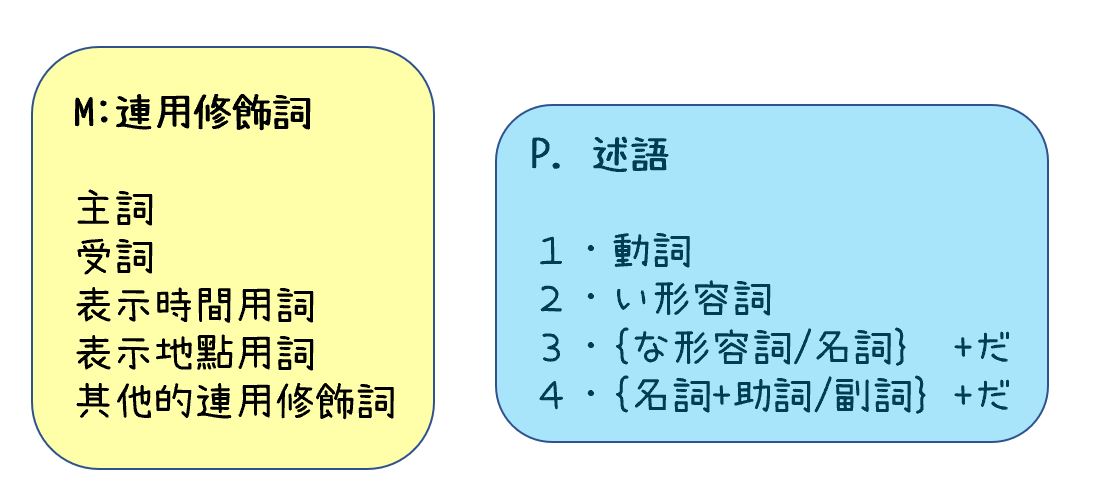 M:連用修飾詞
主詞
受詞
表示時間用詞
表示地點用詞
其他的連用修飾詞
P. 述語
1・動詞
2・い形容詞
3・{な形容詞/名詞} +だ
4・{名詞+助詞/副詞} +だ